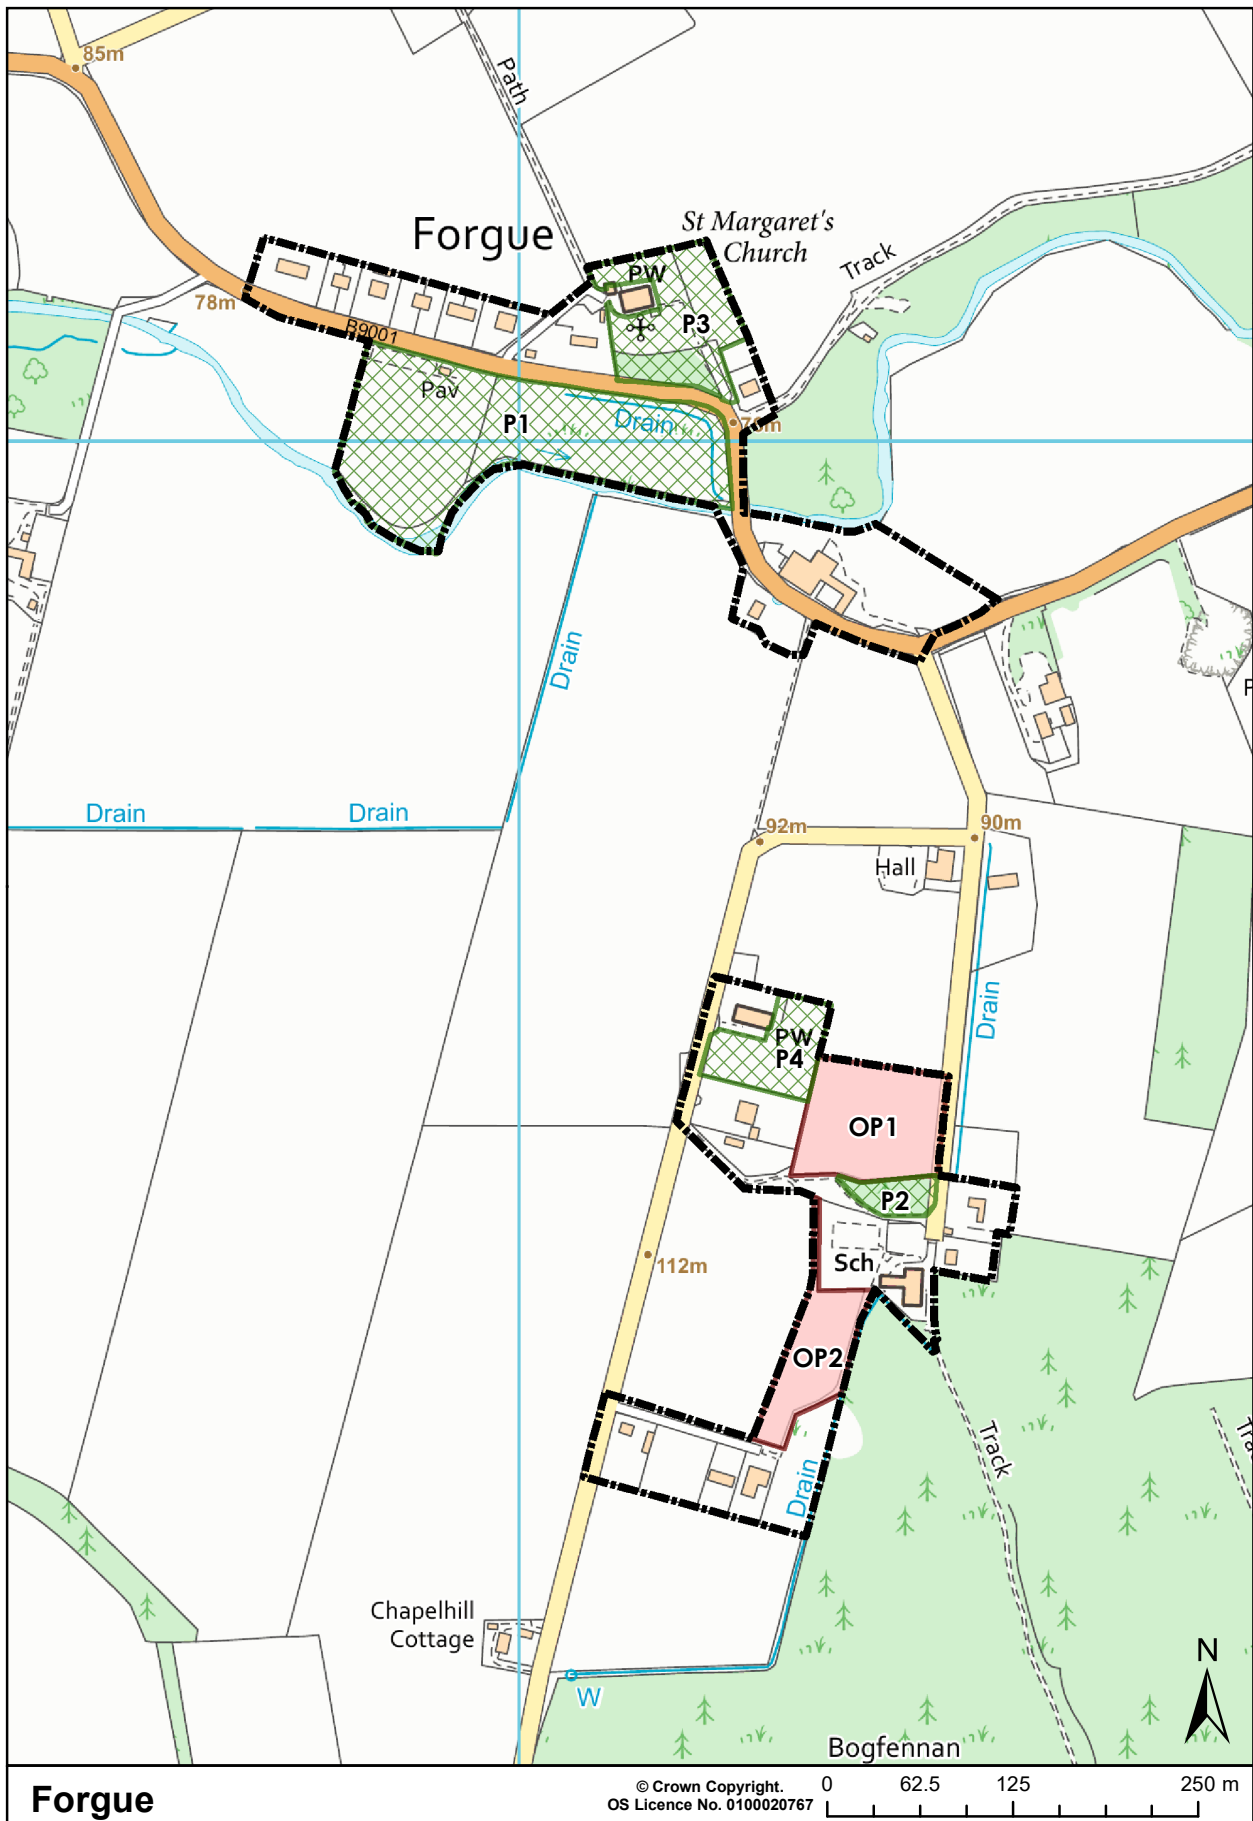 85m
Path
Forgue
St Margaret's
Church
Track
PW
P3
78m
B9001
Pav
P1
Drain
Drain
Drain
Drain
92m
90m
Hall
Drain
PW
P4
OP1
P2
Sch
112m
OP2
Track
Drain
Chapelhill
Cottage
W
Bogfennan
N
Forgue
© Crown Copyright.
OS Licence No. 0100020767
0 62.5 125 250 m